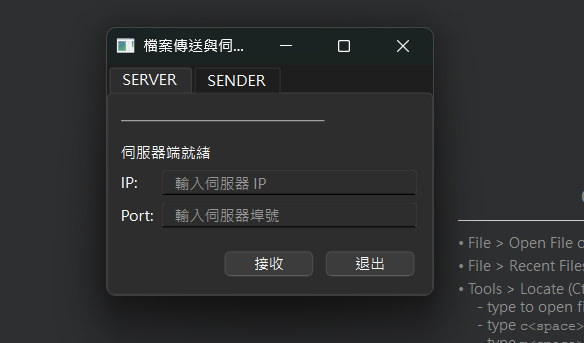 檔案傳送與伺...
SERVER
SENDER
伺服器端就緒
IP:
輸入伺服器 IP
Port:
輸入伺服器埠號
接收
退出
• File > Open File o
• File > Recent Files
• Tools > Locate (Ct
- type to open fi
- type c<space>